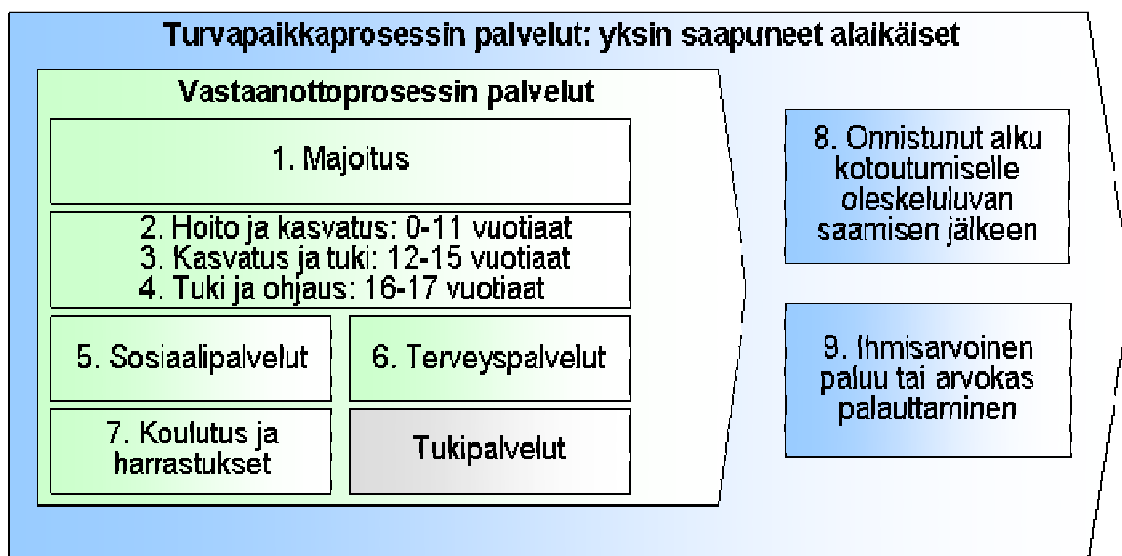 Turvapaikkaprosessin palvelut: yksin saapuneet alaikäiset
Vastaanottoprosessin palvelut
1. Majoitus
2. Hoito ja kasvatus: 0-11 vuotiaat
3. Kasvatus ja tuki: 12-15 vuotiaat
4. Tuki ja ohjaus: 16-17 vuotiaat
5. Sosiaalipalvelut
6. Terveyspalvelut
7. Koulutus ja
harrastukset
Tukipalvelut
8. Onnistunut alku
kotoutumiselle
oleskeluluvan
saamisen jälkeen
9. Ihmisarvoinen
paluu tai arvokas
palauttaminen